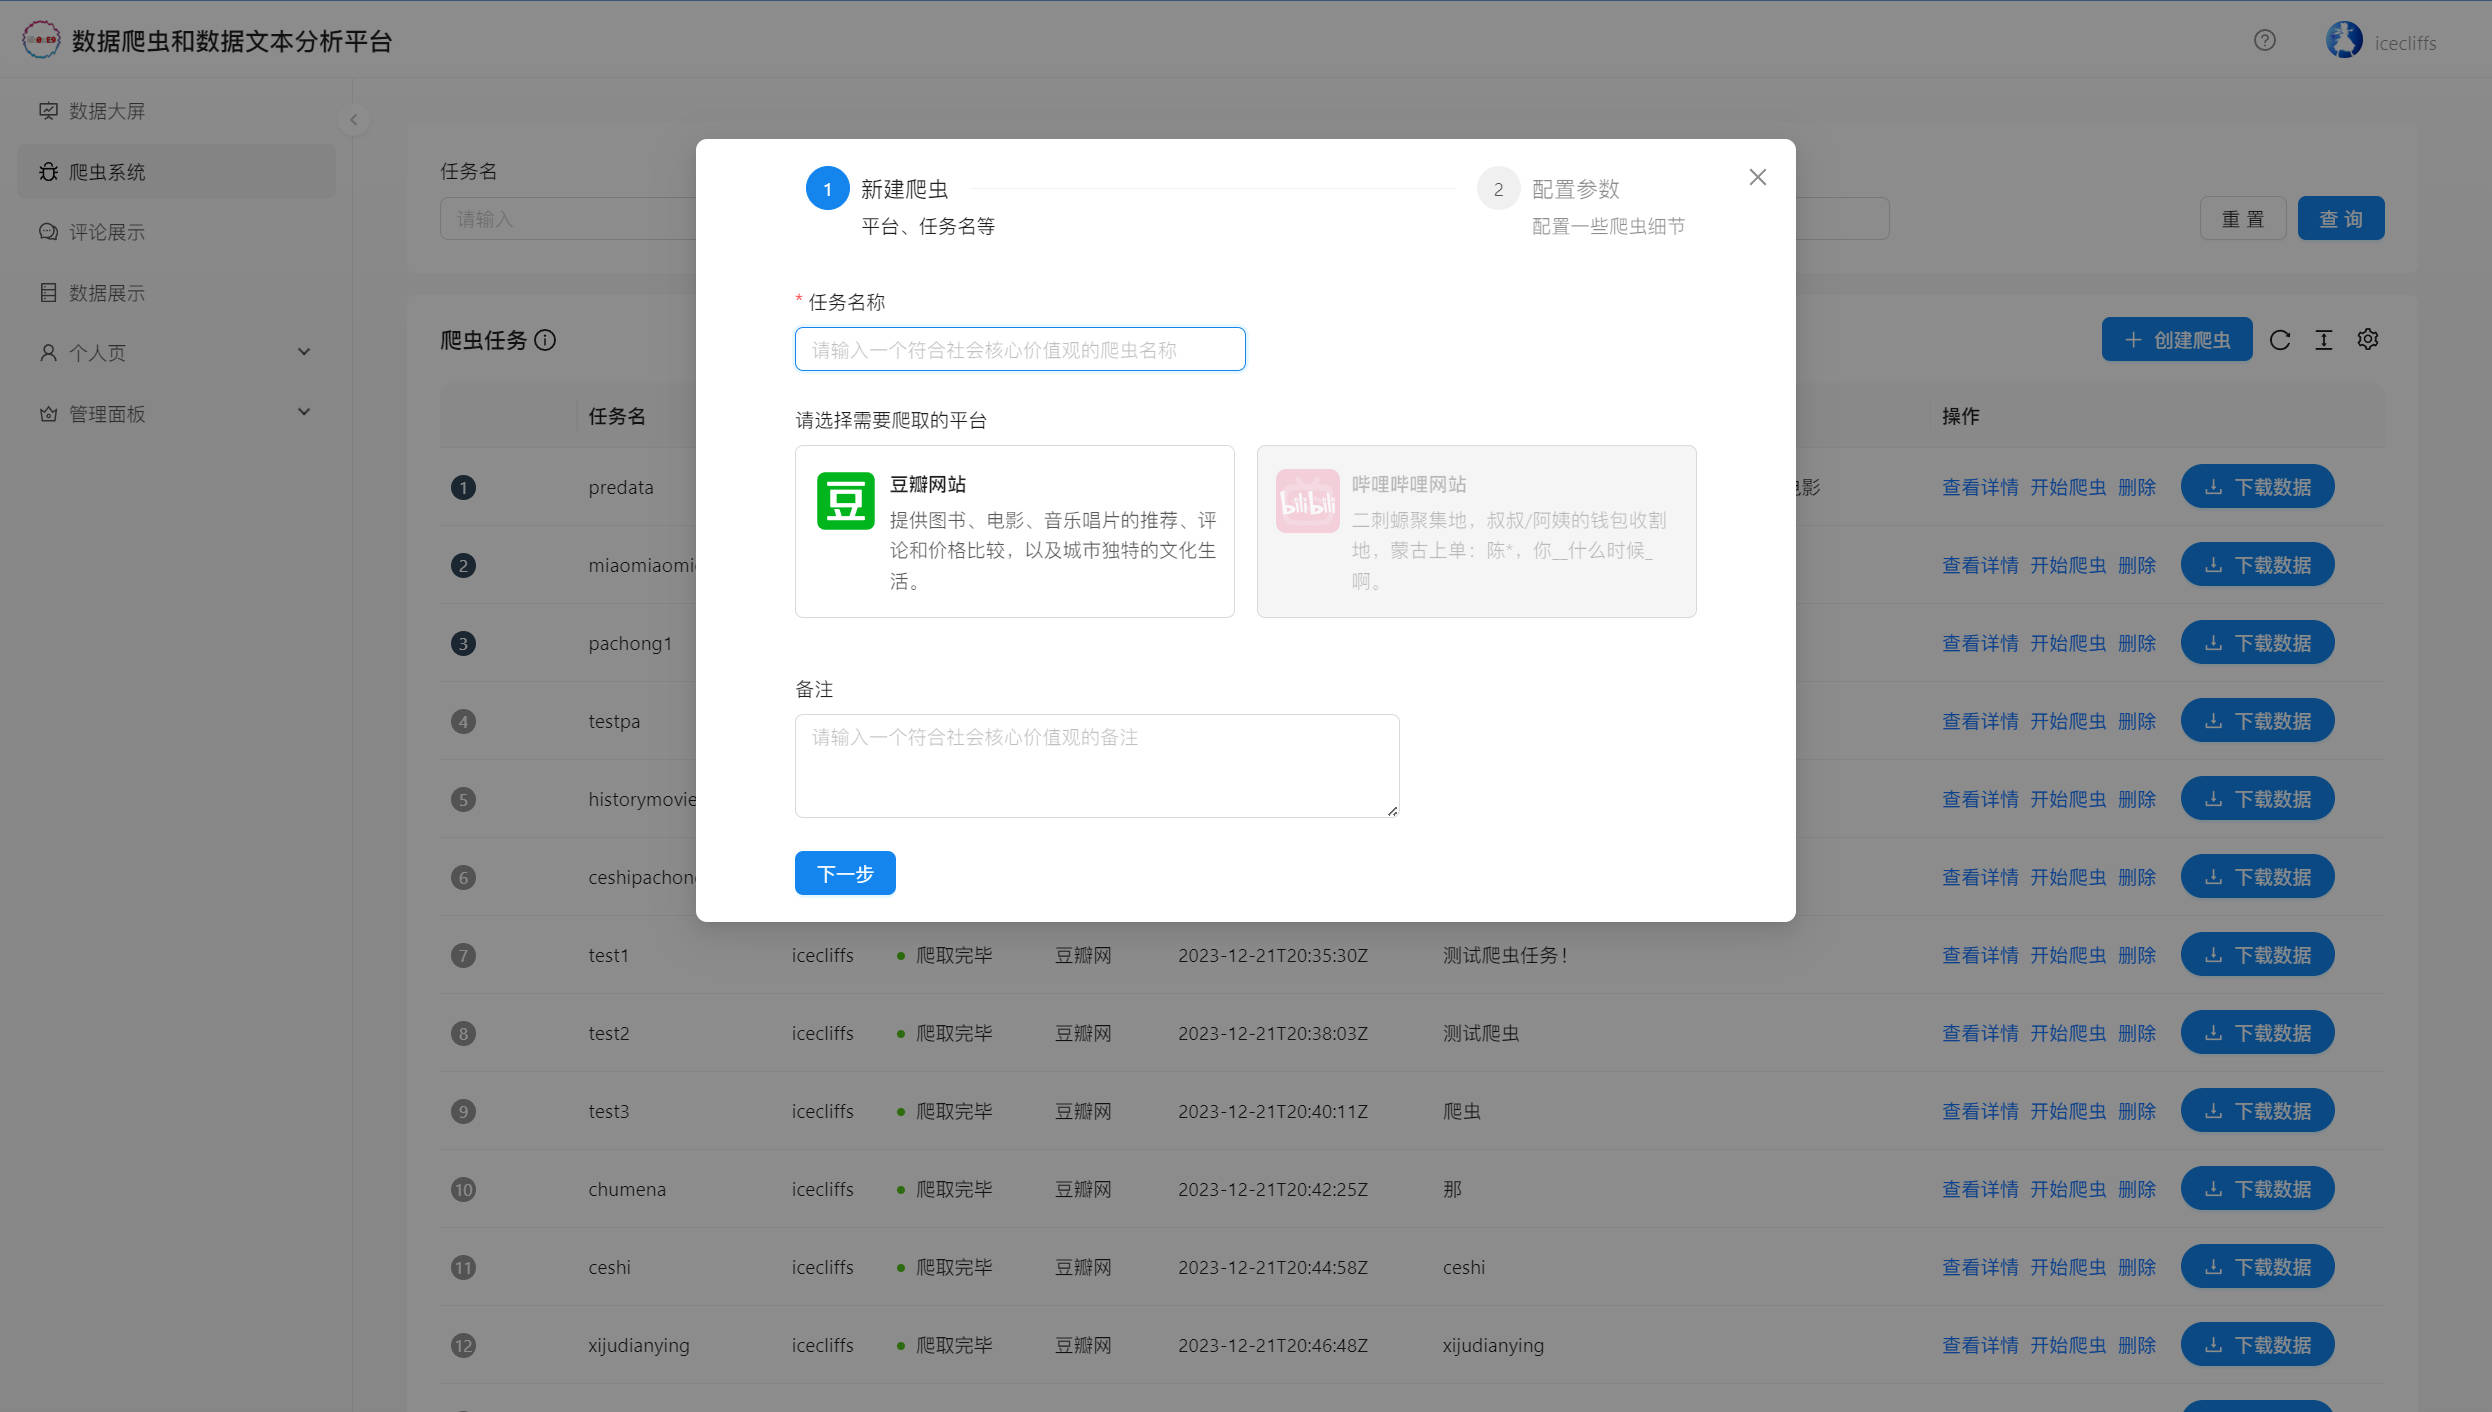 数据爬虫和数据文本分析平台
icecliffs
数据大屏
爬虫系统
评论展示
数据展示
个人页
管理面板
任务名
请输入
重 置
查 询
爬虫任务
创建爬虫
任务名
操作
1 predata 电影 查看详情 开始爬虫 删除 下载数据
2 miaomiaomi 查看详情 开始爬虫 删除 下载数据
3 pachong1 查看详情 开始爬虫 删除 下载数据
4 testpa 查看详情 开始爬虫 删除 下载数据
5 historymovie 查看详情 开始爬虫 删除 下载数据
6 ceshipachon 查看详情 开始爬虫 删除 下载数据
7 test1 icecliffs 爬取完毕 豆瓣网 2023-12-21T20:35:30Z 测试爬虫任务！ 查看详情 开始爬虫 删除 下载数据
8 test2 icecliffs 爬取完毕 豆瓣网 2023-12-21T20:38:03Z 测试爬虫 查看详情 开始爬虫 删除 下载数据
9 test3 icecliffs 爬取完毕 豆瓣网 2023-12-21T20:40:11Z 爬虫 查看详情 开始爬虫 删除 下载数据
10 chumena icecliffs 爬取完毕 豆瓣网 2023-12-21T20:42:25Z 那 查看详情 开始爬虫 删除 下载数据
11 ceshi icecliffs 爬取完毕 豆瓣网 2023-12-21T20:44:58Z ceshi 查看详情 开始爬虫 删除 下载数据
12 xijudianying icecliffs 爬取完毕 豆瓣网 2023-12-21T20:46:48Z xijudianying 查看详情 开始爬虫 删除 下载数据
1 新建爬虫
平台、任务名等
2 配置参数
配置一些爬虫细节
* 任务名称
请输入一个符合社会核心价值观的爬虫名称
请选择需要爬取的平台
豆
豆瓣网站
提供图书、电影、音乐唱片的推荐、评
论和价格比较，以及城市独特的文化生
活。
bilibili
哔哩哔哩网站
二刺螈聚集地，叔叔/阿姨的钱包收割
地，蒙古上单：陈*，你__什么时候_
啊。
备注
请输入一个符合社会核心价值观的备注
下一步